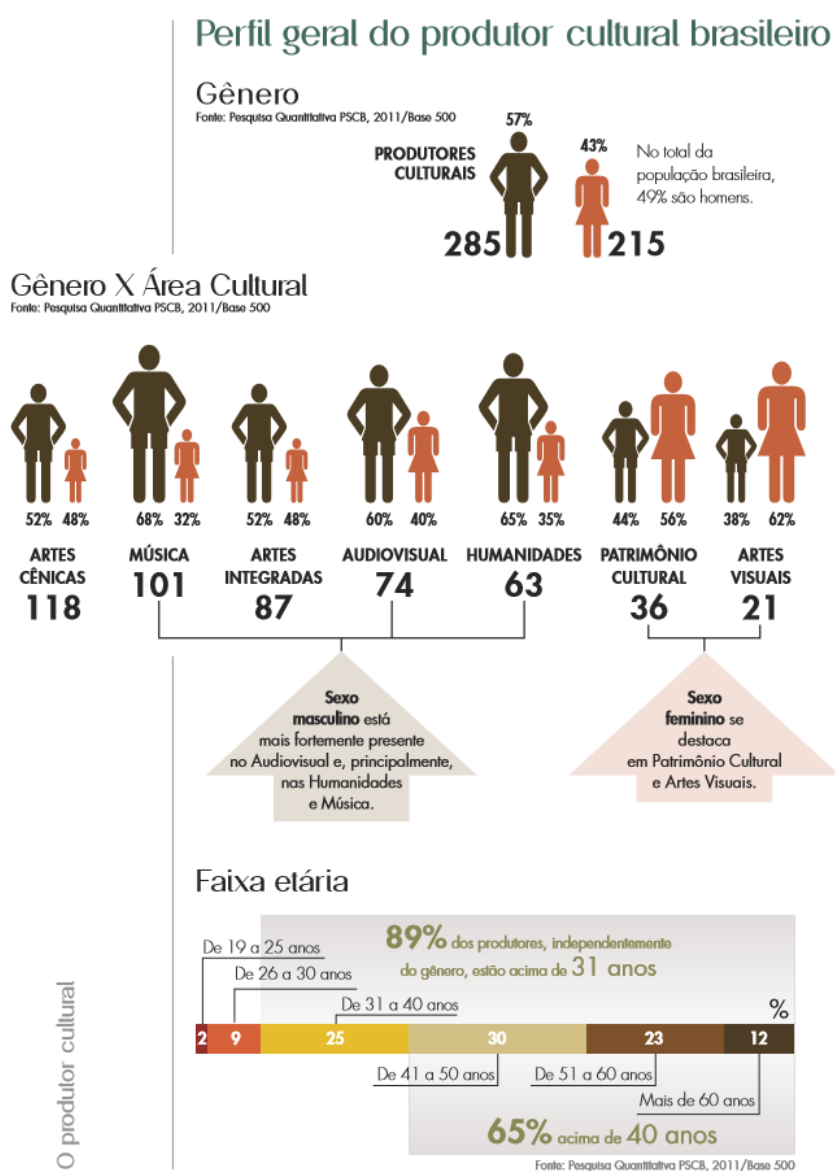 Perfil geral do produtor cultural brasileiro
Gênero
Fonte: Pesquisa Quantitativa PSCB, 2011/Base 500
PRODUTORES
CULTURAIS
57%
43%
285
215
No total da
população brasileira,
49% são homens.
Gênero X Área Cultural
Fonte: Pesquisa Quantitativa PSCB, 2011/Base 500
52% 48%
ARTES
CÊNICAS
118
68% 32%
MÚSICA
101
52% 48%
ARTES
INTEGRADAS
87
60% 40%
AUDIOVISUAL
74
65% 35%
HUMANIDADES
63
44% 56%
PATRIMÔNIO
CULTURAL
36
38% 62%
ARTES
VISUAIS
21
Sexo
masculino está
mais fortemente presente
no Audiovisual e, principalmente,
nas Humanidades
e Música.
Sexo
feminino se
destaca
em Patrimônio Cultural
e Artes Visuais.
Faixa etária
89% dos produtores, independentemente
do gênero, estão acima de 31 anos
De 19 a 25 anos
De 26 a 30 anos
De 31 a 40 anos
%
2 9 25 30 23 12
De 41 a 50 anos
De 51 a 60 anos
Mais de 60 anos
65% acima de 40 anos
Fonte: Pesquisa Quantitativa PSCB, 2011/Base 500
O produtor cultural